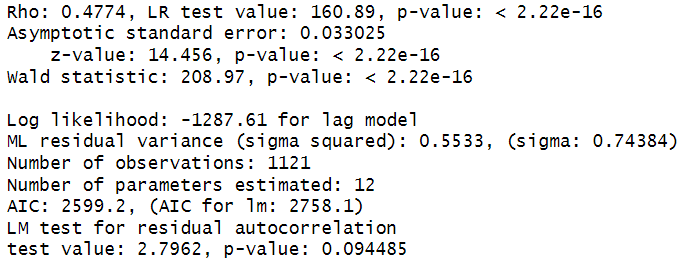 Rho: 0.4774, LR test value: 160.89, p-value: < 2.22e-16
Asymptotic standard error: 0.033025
    z-value: 14.456, p-value: < 2.22e-16
Wald statistic: 208.97, p-value: < 2.22e-16

Log likelihood: -1287.61 for lag model
ML residual variance (sigma squared): 0.5533, (sigma: 0.74384)
Number of observations: 1121
Number of parameters estimated: 12
AIC: 2599.2, (AIC for lm: 2758.1)
LM test for residual autocorrelation
test value: 2.7962, p-value: 0.094485